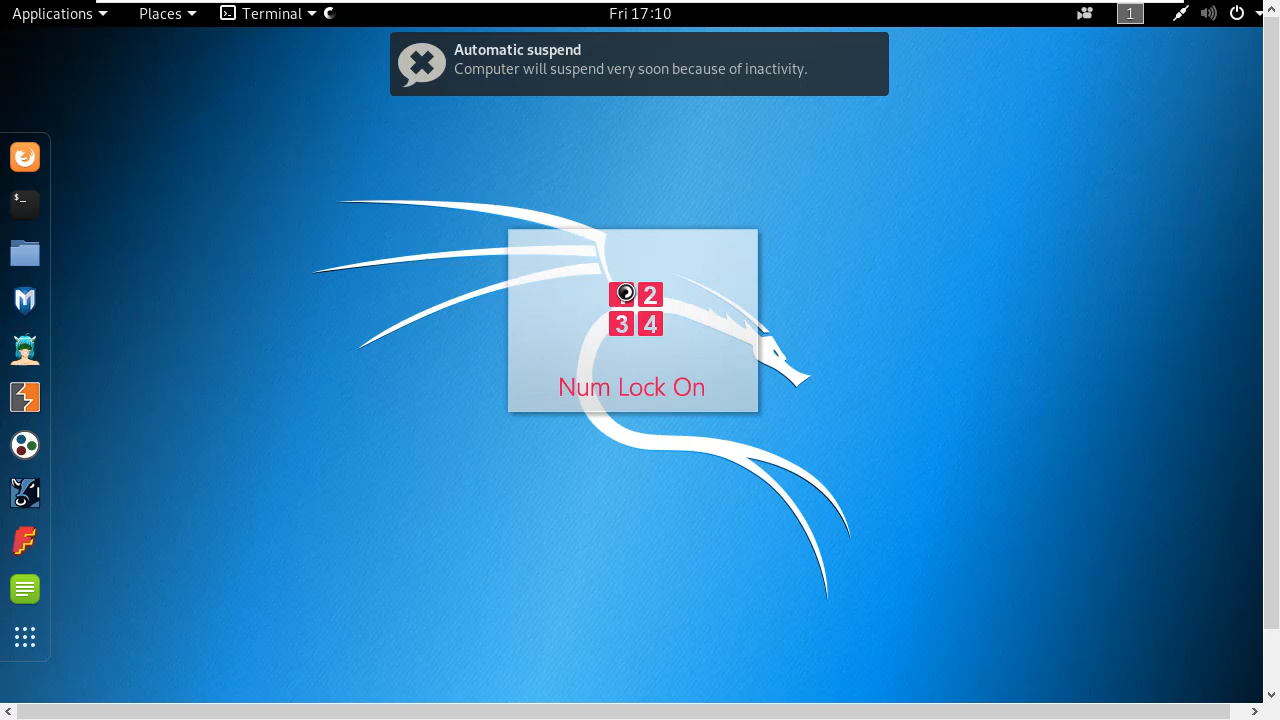 Applications Places Terminal Fri 17:10 1
Automatic suspend
Computer will suspend very soon because of inactivity.
$_
2
3 4
Num Lock On